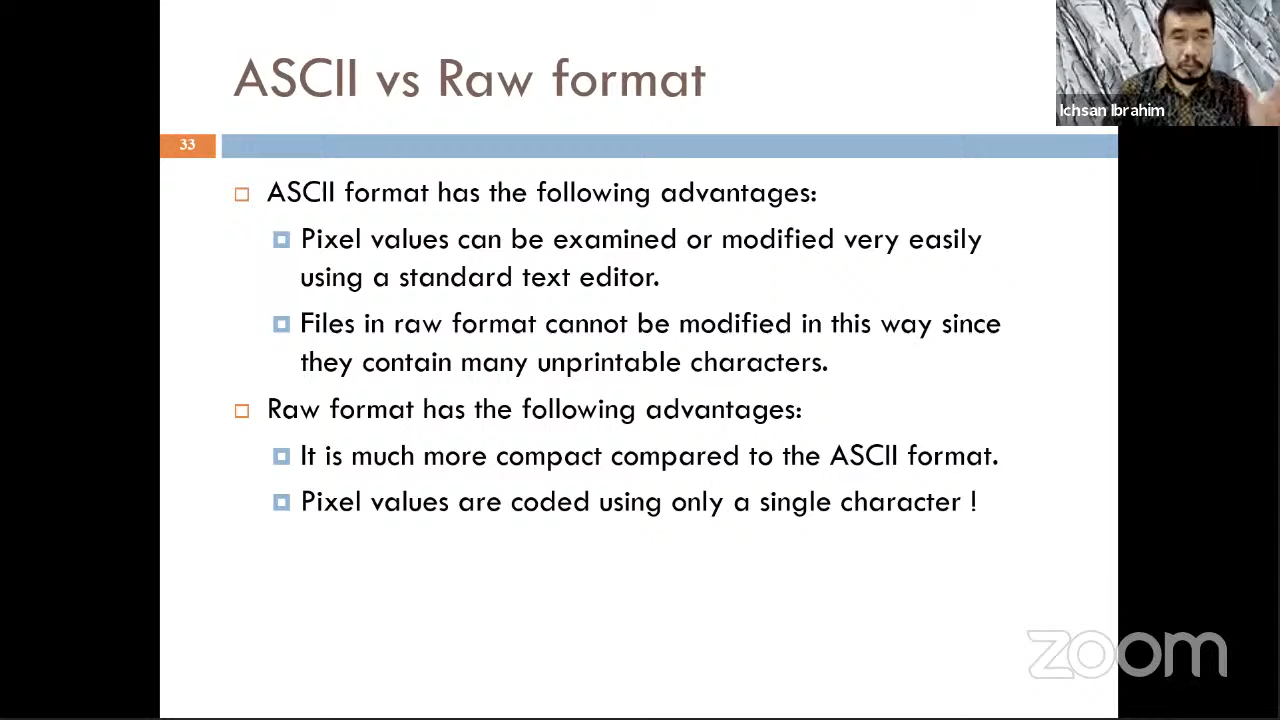 ASCII vs Raw format
Ichsan Ibrahim
33
ASCII format has the following advantages:
Pixel values can be examined or modified very easily
using a standard text editor.
Files in raw format cannot be modified in this way since
they contain many unprintable characters.
Raw format has the following advantages:
It is much more compact compared to the ASCII format.
Pixel values are coded using only a single character !
zoom